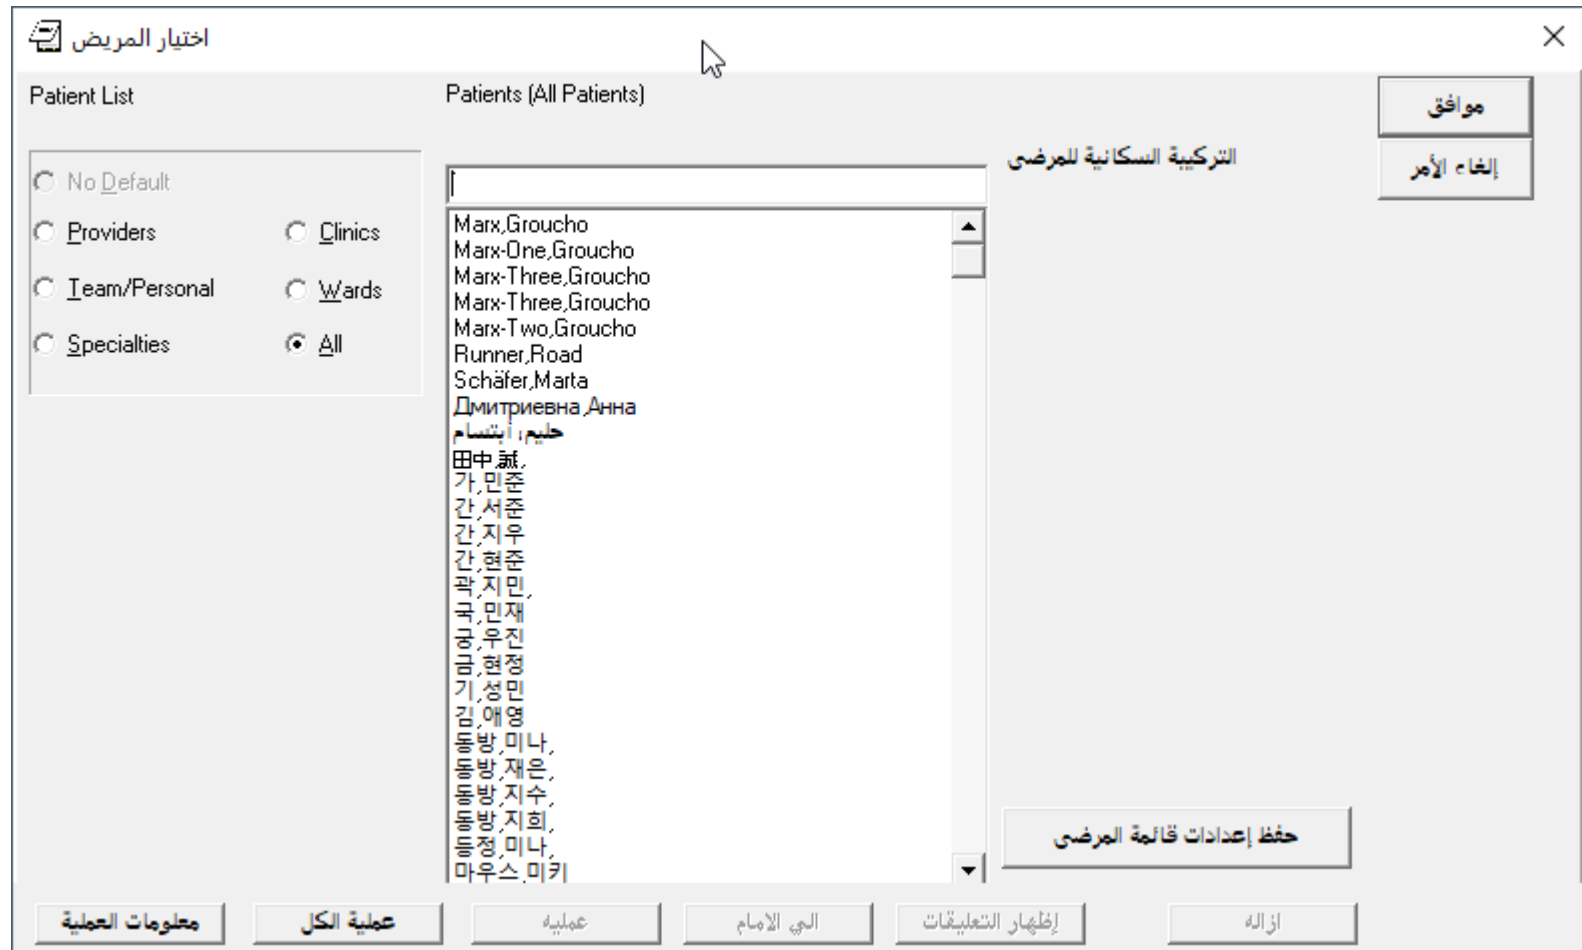 اختيار المريض
Patient List
Patients (All Patients)
موافق
إلغاء الأمر
التركيبة السكانية للمرضى
No Default
Providers
Clinics
Team/Personal
Wards
Specialties
All
Marx,Groucho
Marx-One,Groucho
Marx-Three,Groucho
Marx-Three,Groucho
Marx-Two,Groucho
Runner,Road
Schäfer,Marta
Дмитриевна,Анна
حليم، ابتسام
田中,誠,
가,민준
간,서준
간,지우
간,현준
곽,지민,
국,민재
궁,우진
금,현정
기,성민
김,애영
동방,미나,
동방,재은,
동방,지수,
동방,지희,
등정,미나,
마우스,미키
حفظ إعدادات قائمة المرضى
معلومات العملية
عملية الكل
عمليه
الي الامام
إظهار التعليقات
ازاله